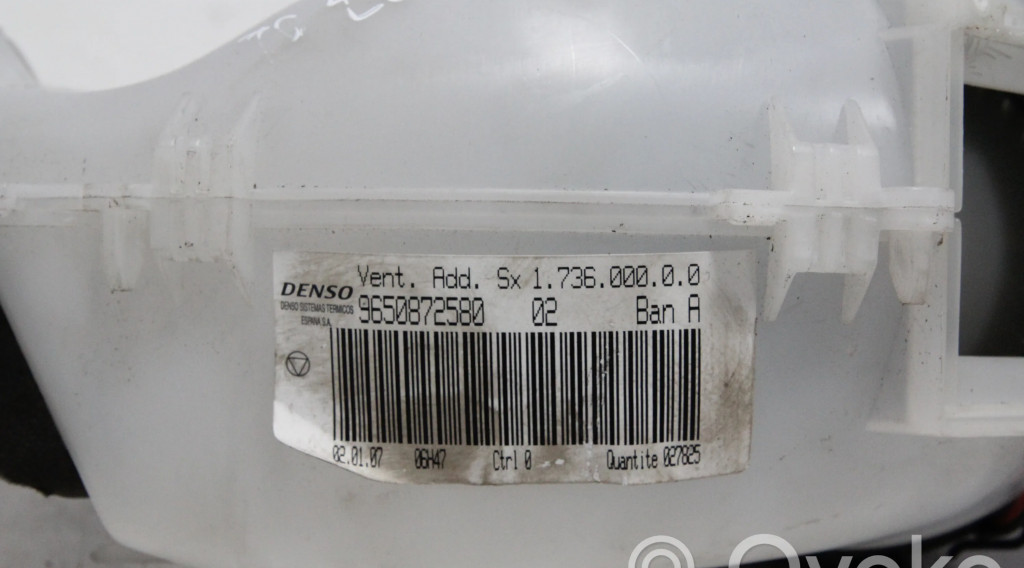 Vent. Add. Sx 1.736.000.0.0
DENSO
DENSO SISTEMAS TERMICOS
ESPAÑA S.A.
9650872580 02 Ban A
02.01.07 06H47 Ctrl 0 Quantite 027825